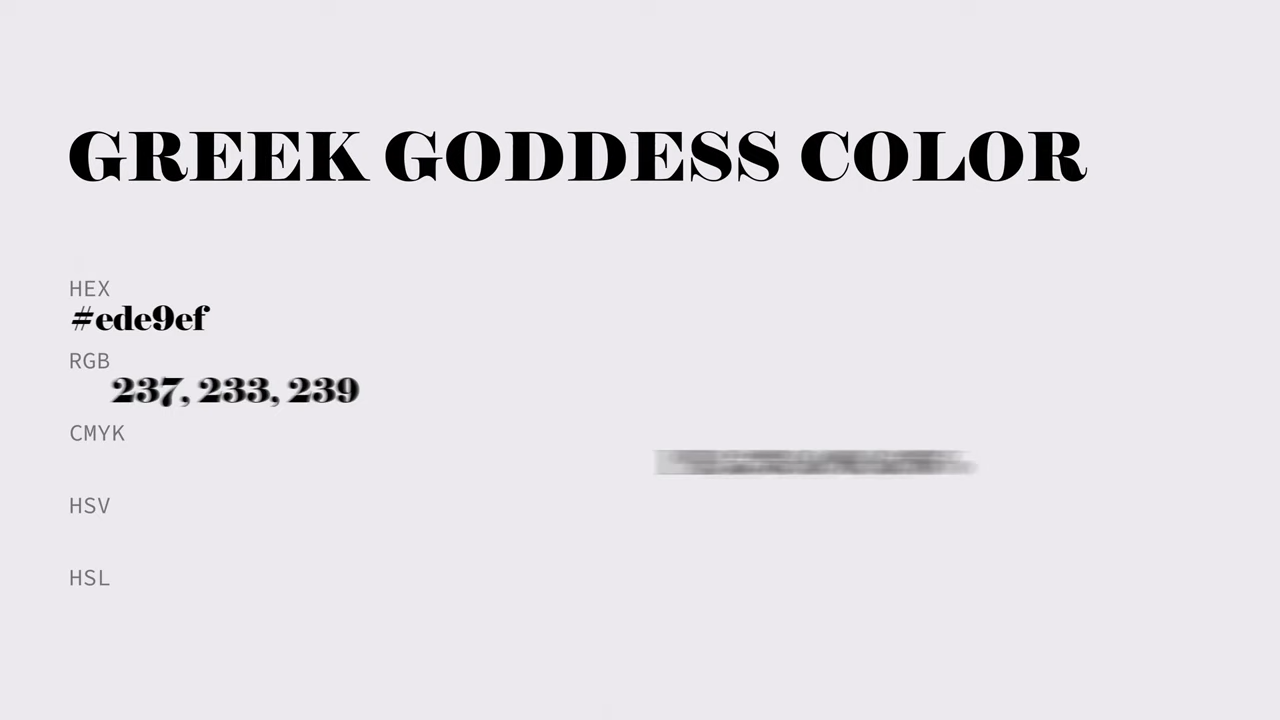 GREEK GODDESS COLOR
HEX
#ede9ef
RGB
237, 233, 239
CMYK
HSV
HSL